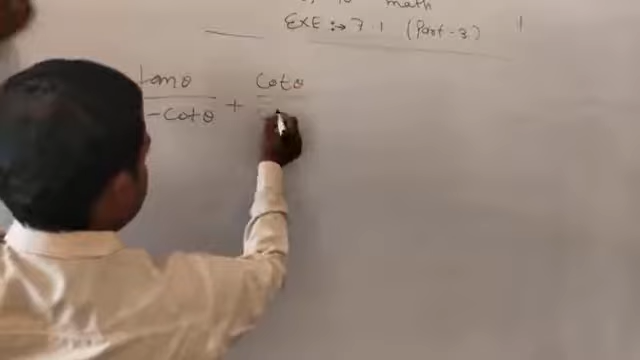 math
EXE :→ 7.1 (Part-3)
tanθ Cotθ
-Cotθ +